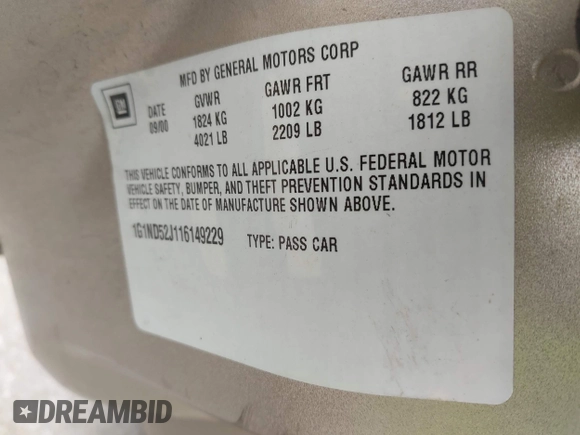 MFD BY GENERAL MOTORS CORP
GM
DATE GVWR GAWR FRT GAWR RR
09/00 1824 KG 1002 KG 822 KG
4021 LB 2209 LB 1812 LB
THIS VEHICLE CONFORMS TO ALL APPLICABLE U.S. FEDERAL MOTOR
VEHICLE SAFETY, BUMPER, AND THEFT PREVENTION STANDARDS IN
EFFECT ON THE DATE OF MANUFACTURE SHOWN ABOVE.
1G1ND52J116149229 TYPE: PASS CAR
DREAMBID